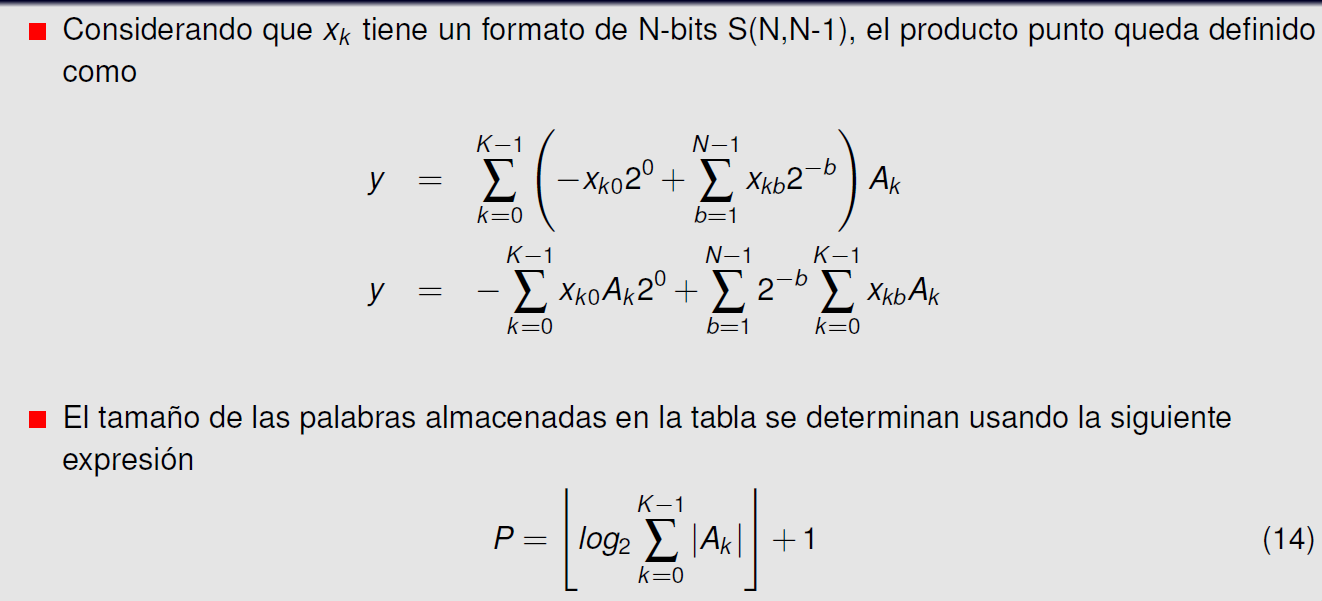 Considerando que x_k tiene un formato de N-bits S(N,N-1), el producto punto queda definido
como
y = \sum_{k=0}^{K-1} \left( -x_{k0} 2^0 + \sum_{b=1}^{N-1} x_{kb} 2^{-b} \right) A_k
y = - \sum_{k=0}^{K-1} x_{k0} A_k 2^0 + \sum_{b=1}^{N-1} 2^{-b} \sum_{k=0}^{K-1} x_{kb} A_k
El tamaño de las palabras almacenadas en la tabla se determinan usando la siguiente
expresión
P = \left\lfloor log_2 \sum_{k=0}^{K-1} |A_k| \right\rfloor + 1 (14)